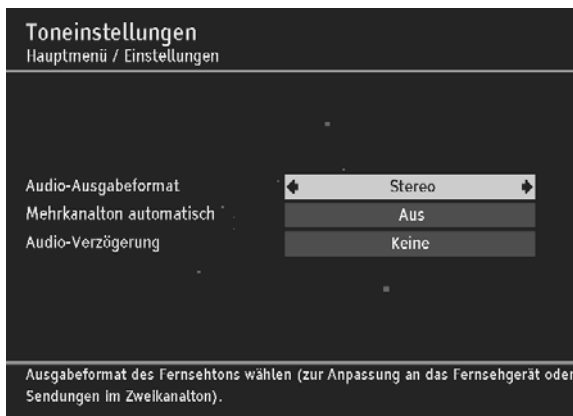 Toneinstellungen
Hauptmenü / Einstellungen
Audio-Ausgabeformat Stereo
Mehrkanalton automatisch Aus
Audio-Verzögerung Keine
Ausgabeformat des Fernsehtons wählen (zur Anpassung an das Fernsehgerät oder
Sendungen im Zweikanalton).